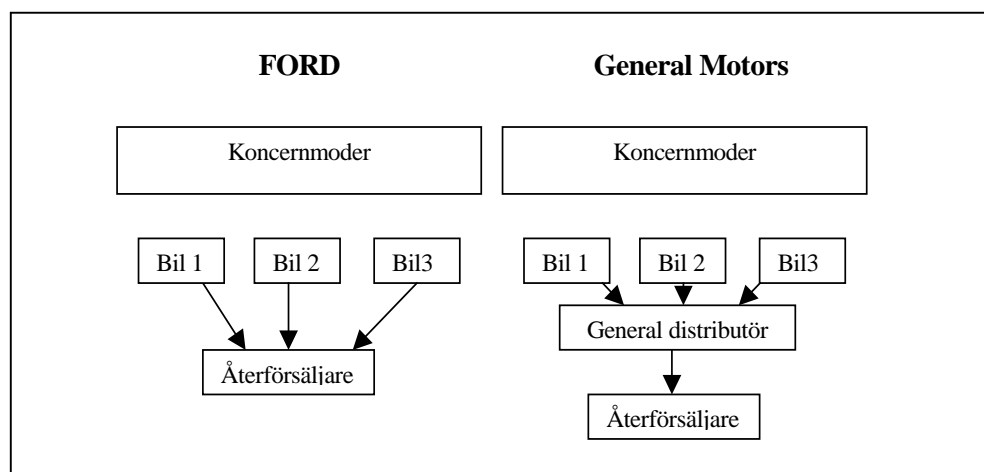 FORD
General Motors
Koncernmoder
Koncernmoder
Bil 1
Bil 2
Bil3
Bil 1
Bil 2
Bil3
General distributör
Återförsäljare
Återförsäljare